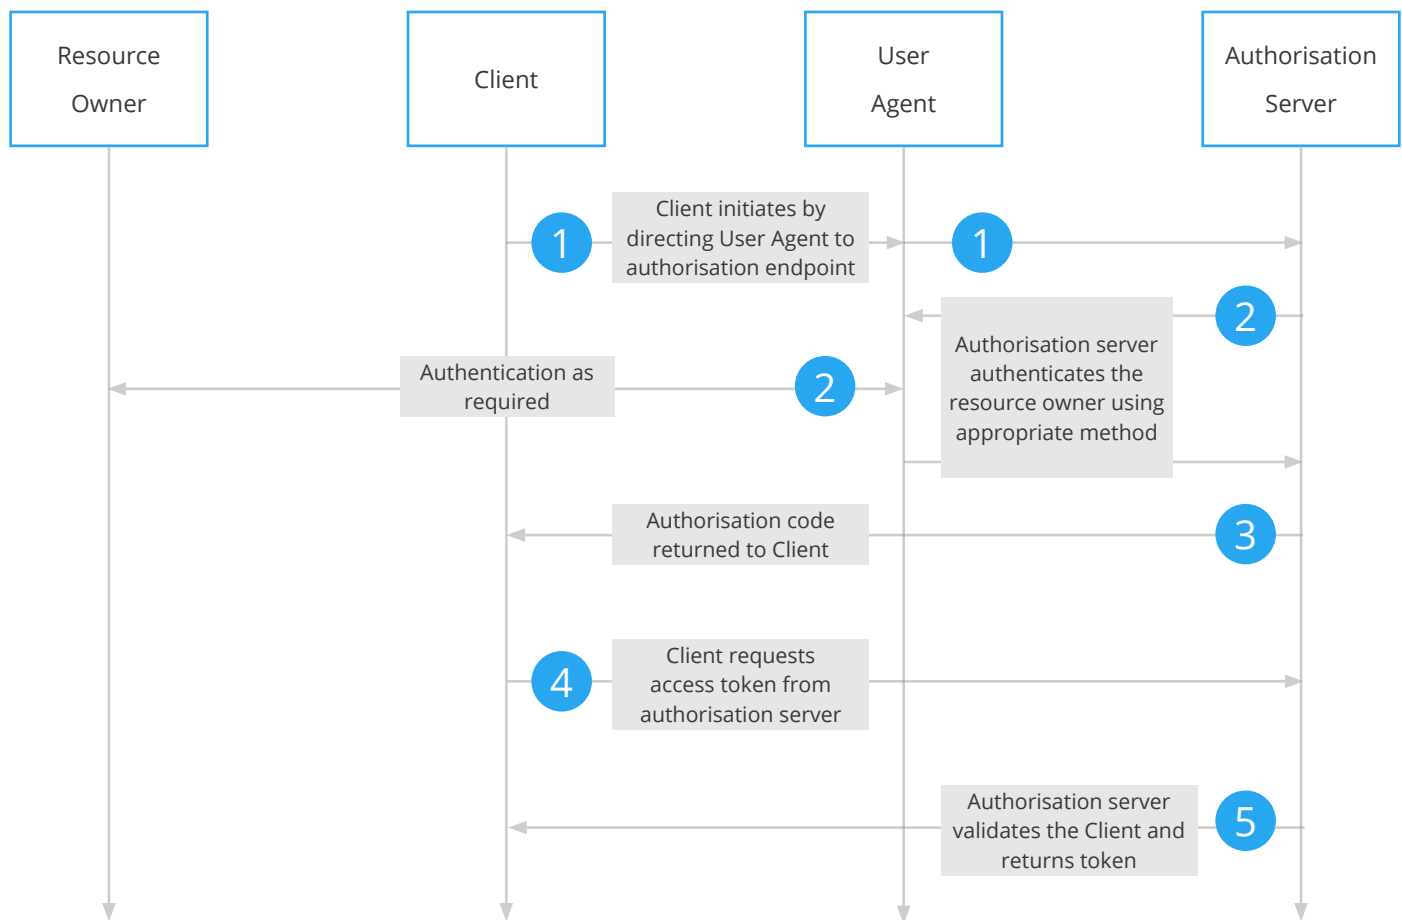 Resource
Owner
Client
User
Agent
Authorisation
Server
1
Client initiates by
directing User Agent to
authorisation endpoint
1
2
Authorisation server
authenticates the
resource owner using
appropriate method
Authentication as
required
2
Authorisation code
returned to Client
3
4
Client requests
access token from
authorisation server
Authorisation server
validates the Client and
returns token
5